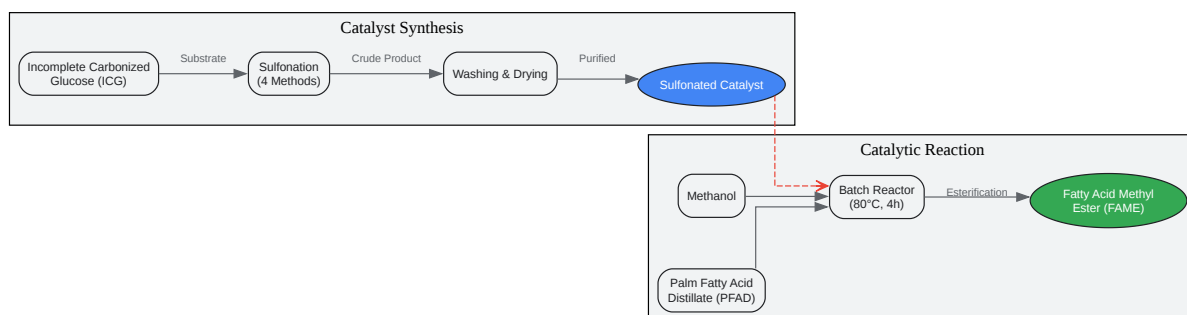 Catalyst Synthesis
Incomplete Carbonized
Glucose (ICG)
Substrate
Sulfonation
(4 Methods)
Crude Product
Washing & Drying
Purified
Sulfonated Catalyst
Catalytic Reaction
Methanol
Batch Reactor
(80°C, 4h)
Esterification
Fatty Acid Methyl
Ester (FAME)
Palm Fatty Acid
Distillate (PFAD)